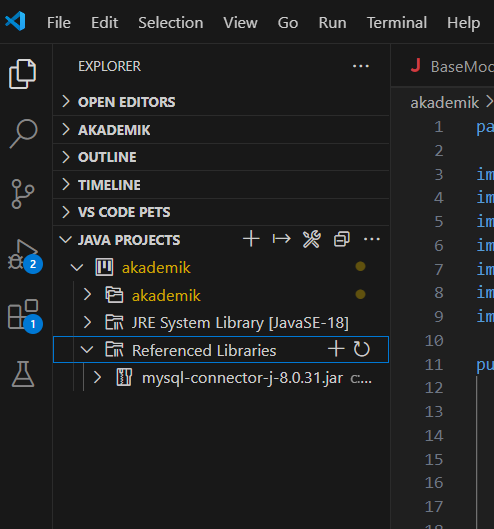 File Edit Selection View Go Run Terminal Help
EXPLORER
J BaseMod
OPEN EDITORS
akademik
AKADEMIK
OUTLINE
TIMELINE
VS CODE PETS
JAVA PROJECTS
akademik
akademik
JRE System Library [JavaSE-18]
Referenced Libraries
mysql-connector-j-8.0.31.jar c:...
2
1
1 pa
2
3 im
4 im
5 im
6 im
7 im
8 im
9 im
10
11 pu
12
13
14
15
16
17
18